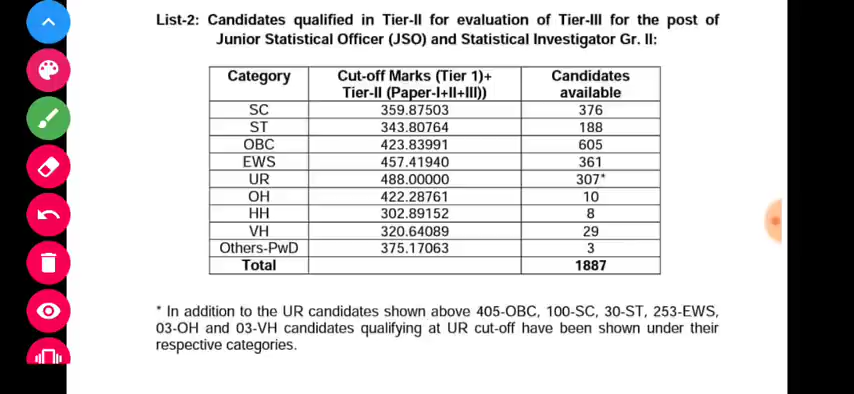 List-2: Candidates qualified in Tier-II for evaluation of Tier-III for the post of
Junior Statistical Officer (JSO) and Statistical Investigator Gr. II:
Category Cut-off Marks (Tier 1)+ Tier-II (Paper-I+II+III)) Candidates available
SC 359.87503 376
ST 343.80764 188
OBC 423.83991 605
EWS 457.41940 361
UR 488.00000 307*
OH 422.28761 10
HH 302.89152 8
VH 320.64089 29
Others-PwD 375.17063 3
Total 1887
* In addition to the UR candidates shown above 405-OBC, 100-SC, 30-ST, 253-EWS,
03-OH and 03-VH candidates qualifying at UR cut-off have been shown under their
respective categories.